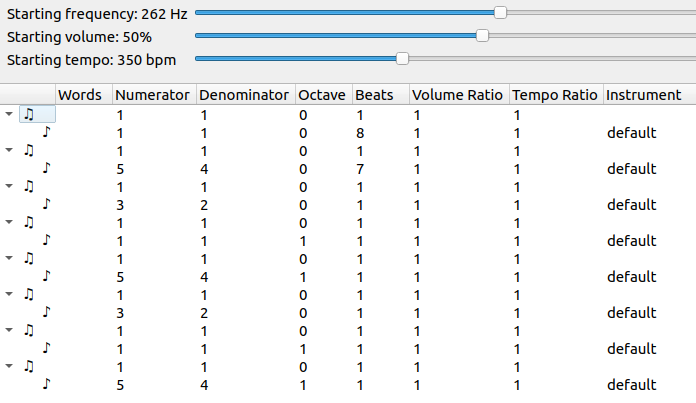 Starting frequency: 262 Hz
Starting volume: 50%
Starting tempo: 350 bpm
Words Numerator Denominator Octave Beats Volume Ratio Tempo Ratio Instrument
♫ 1 1 0 1 1 1
♪ 1 1 0 8 1 1 default
♫ 1 1 0 1 1 1
♪ 5 4 0 7 1 1 default
♫ 1 1 0 1 1 1
♪ 3 2 0 1 1 1 default
♫ 1 1 0 1 1 1
♪ 1 1 1 1 1 1 default
♫ 1 1 0 1 1 1
♪ 5 4 1 1 1 1 default
♫ 1 1 0 1 1 1
♪ 3 2 0 1 1 1 default
♫ 1 1 0 1 1 1
♪ 1 1 1 1 1 1 default
♫ 1 1 0 1 1 1
♪ 5 4 1 1 1 1 default